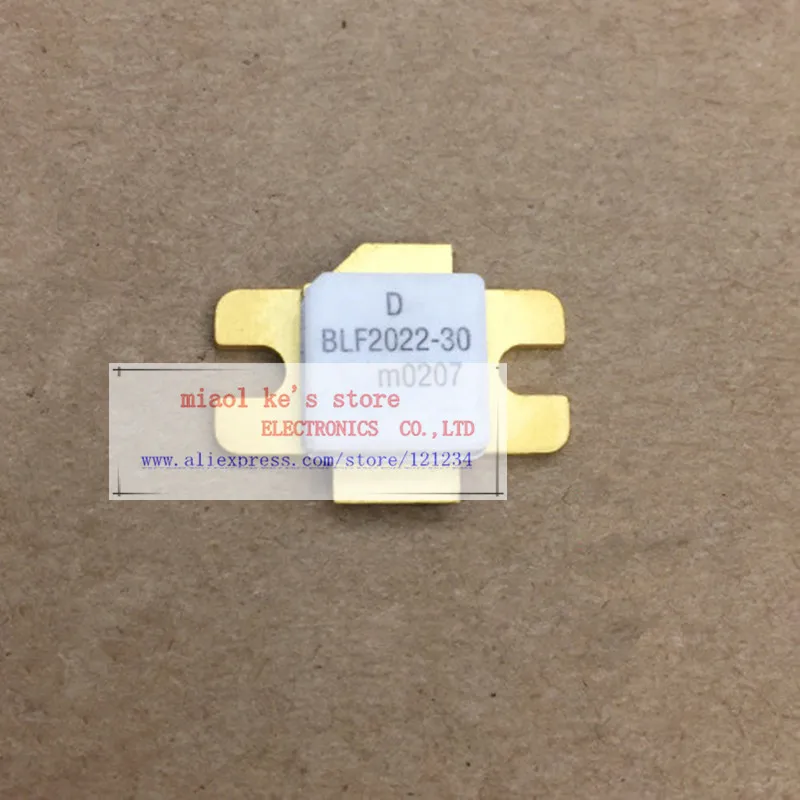 D
BLF2022-30
m0207
miaol ke's store
ELECTRONICS CO.,LTD
www.aliexpress.com/store/121234